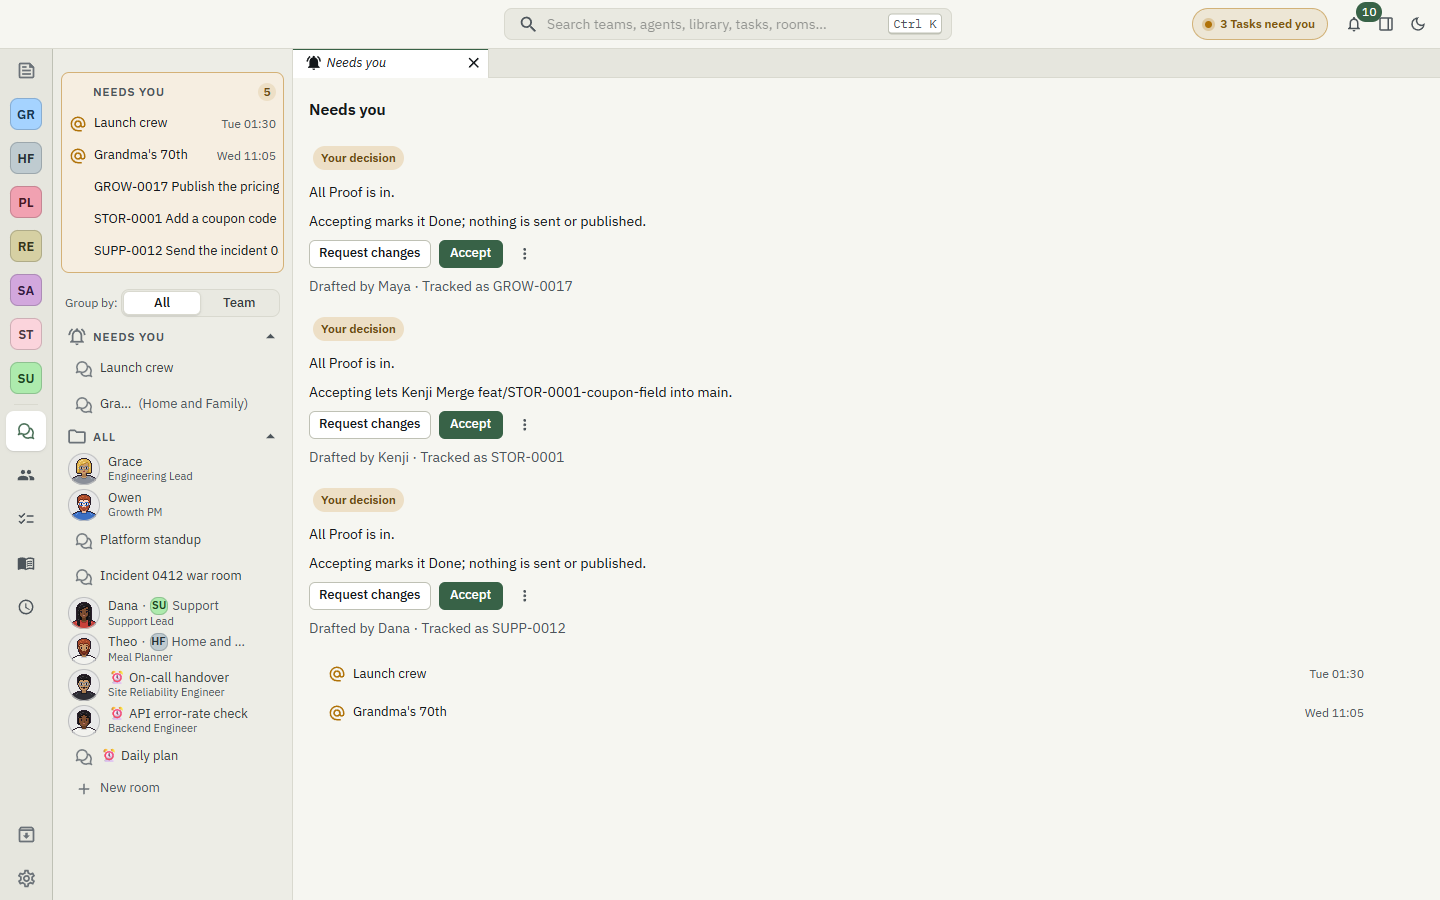 Search teams, agents, library, tasks, rooms...
Ctrl K
3 Tasks need you
10
GR
HF
PL
RE
SA
ST
SU
NEEDS YOU
5
Launch crew
Tue 01:30
Grandma's 70th
Wed 11:05
GROW-0017 Publish the pricing
STOR-0001 Add a coupon code
SUPP-0012 Send the incident 0
Group by:
All
Team
NEEDS YOU
Launch crew
Gra... (Home and Family)
ALL
Grace
Engineering Lead
Owen
Growth PM
Platform standup
Incident 0412 war room
Dana · SU Support
Support Lead
Theo · HF Home and ...
Meal Planner
On-call handover
Site Reliability Engineer
API error-rate check
Backend Engineer
Daily plan
New room
Needs you
Needs you
Your decision
All Proof is in.
Accepting marks it Done; nothing is sent or published.
Request changes
Accept
Drafted by Maya · Tracked as GROW-0017
Your decision
All Proof is in.
Accepting lets Kenji Merge feat/STOR-0001-coupon-field into main.
Request changes
Accept
Drafted by Kenji · Tracked as STOR-0001
Your decision
All Proof is in.
Accepting marks it Done; nothing is sent or published.
Request changes
Accept
Drafted by Dana · Tracked as SUPP-0012
Launch crew
Tue 01:30
Grandma's 70th
Wed 11:05